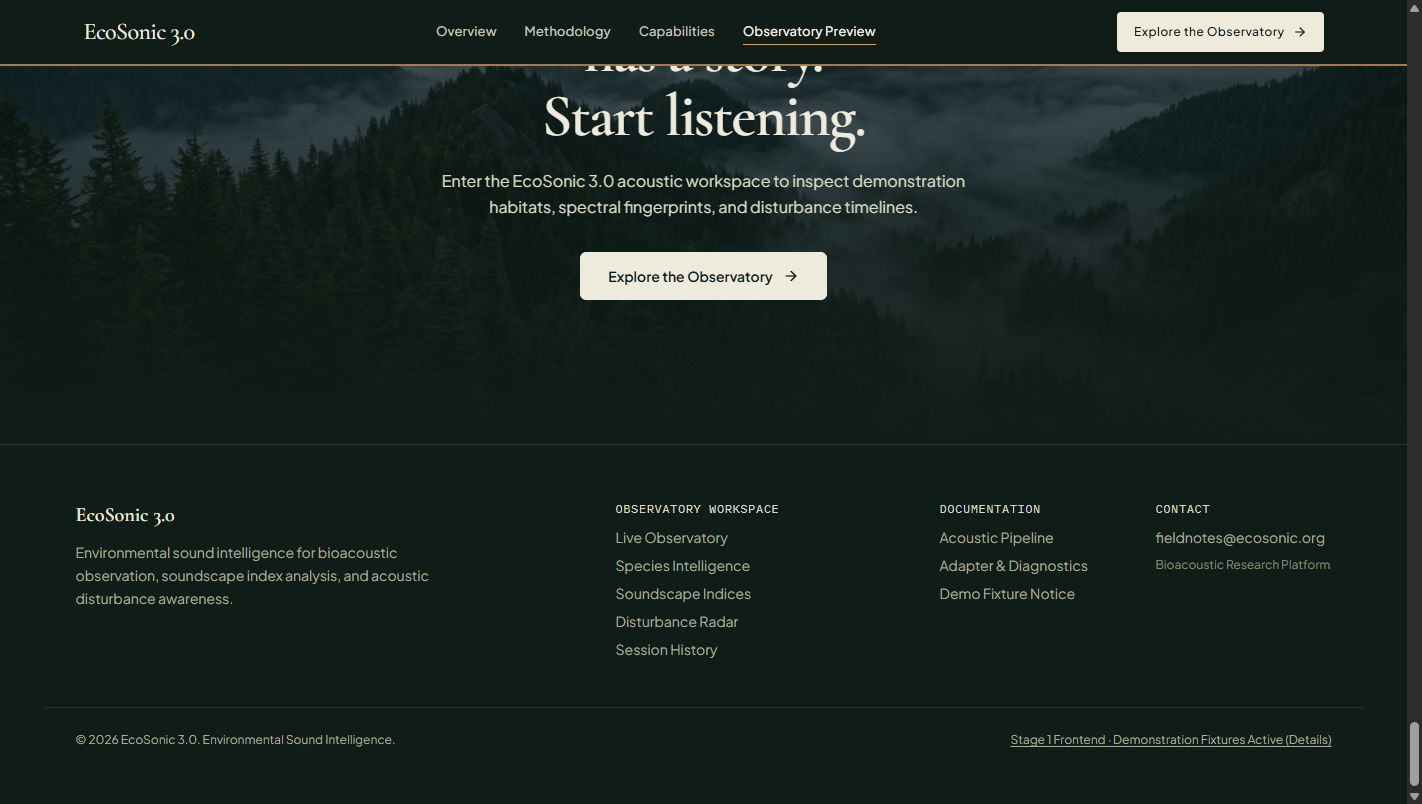 EcoSonic 3.0
Overview
Methodology
Capabilities
Observatory Preview
Explore the Observatory →
has a story.
Start listening.
Enter the EcoSonic 3.0 acoustic workspace to inspect demonstration
habitats, spectral fingerprints, and disturbance timelines.
Explore the Observatory →
EcoSonic 3.0
Environmental sound intelligence for bioacoustic
observation, soundscape index analysis, and acoustic
disturbance awareness.
OBSERVATORY WORKSPACE
Live Observatory
Species Intelligence
Soundscape Indices
Disturbance Radar
Session History
DOCUMENTATION
Acoustic Pipeline
Adapter & Diagnostics
Demo Fixture Notice
CONTACT
fieldnotes@ecosonic.org
Bioacoustic Research Platform
© 2026 EcoSonic 3.0. Environmental Sound Intelligence.
Stage 1 Frontend · Demonstration Fixtures Active (Details)